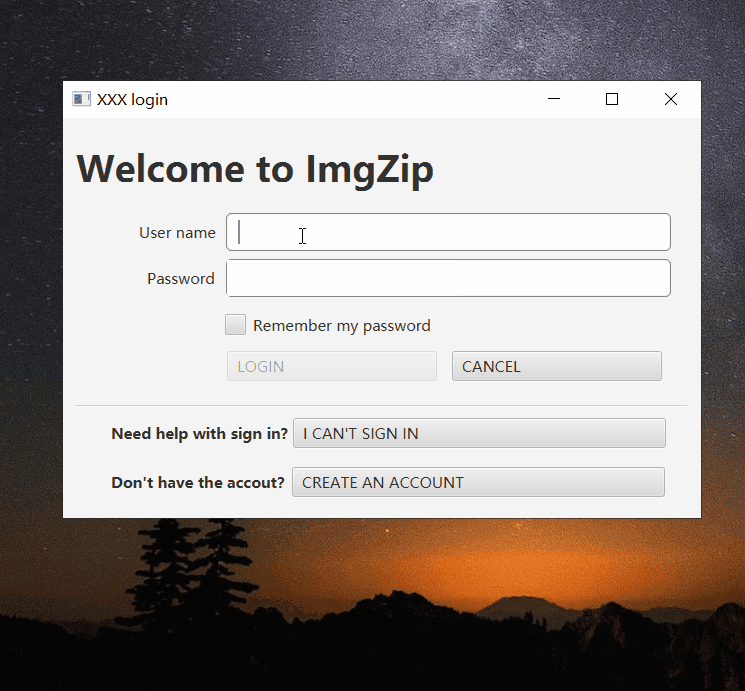 XXX login
Welcome to ImgZip
User name
Password
Remember my password
LOGIN CANCEL
Need help with sign in? I CAN'T SIGN IN
Don't have the accout? CREATE AN ACCOUNT